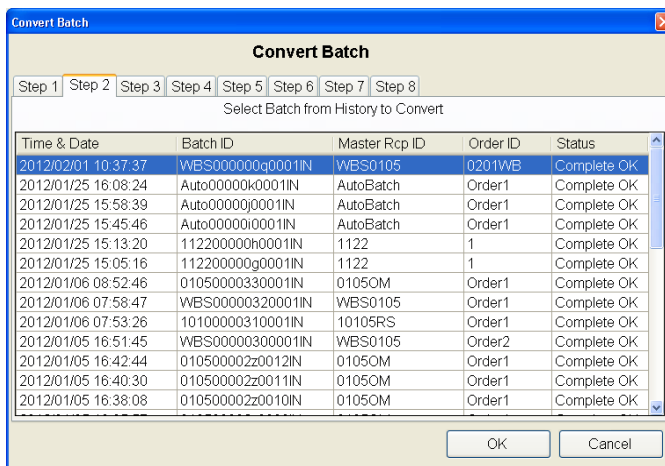 Convert Batch
Convert Batch
Step 1 Step 2 Step 3 Step 4 Step 5 Step 6 Step 7 Step 8
Select Batch from History to Convert
Time & Date Batch ID Master Rcp ID Order ID Status
2012/02/01 10:37:37 WBS000000q0001IN WBS0105 0201WB Complete OK
2012/01/25 16:08:24 Auto00000k0001IN AutoBatch Order1 Complete OK
2012/01/25 15:58:39 Auto00000j0001IN AutoBatch Order1 Complete OK
2012/01/25 15:45:46 Auto00000i0001IN AutoBatch Order1 Complete OK
2012/01/25 15:13:20 112200000h0001IN 1122 1 Complete OK
2012/01/25 15:05:16 112200000g0001IN 1122 1 Complete OK
2012/01/06 08:52:46 01050000330001IN 0105OM Order1 Complete OK
2012/01/06 07:58:47 WBS00000320001IN WBS0105 Order1 Complete OK
2012/01/06 07:53:26 10100000310001IN 10105RS Order1 Complete OK
2012/01/05 16:51:45 WBS00000300001IN WBS0105 Order2 Complete OK
2012/01/05 16:42:44 010500002z0012IN 0105OM Order1 Complete OK
2012/01/05 16:40:30 010500002z0011IN 0105OM Order1 Complete OK
2012/01/05 16:38:08 010500002z0010IN 0105OM Order1 Complete OK
OK Cancel